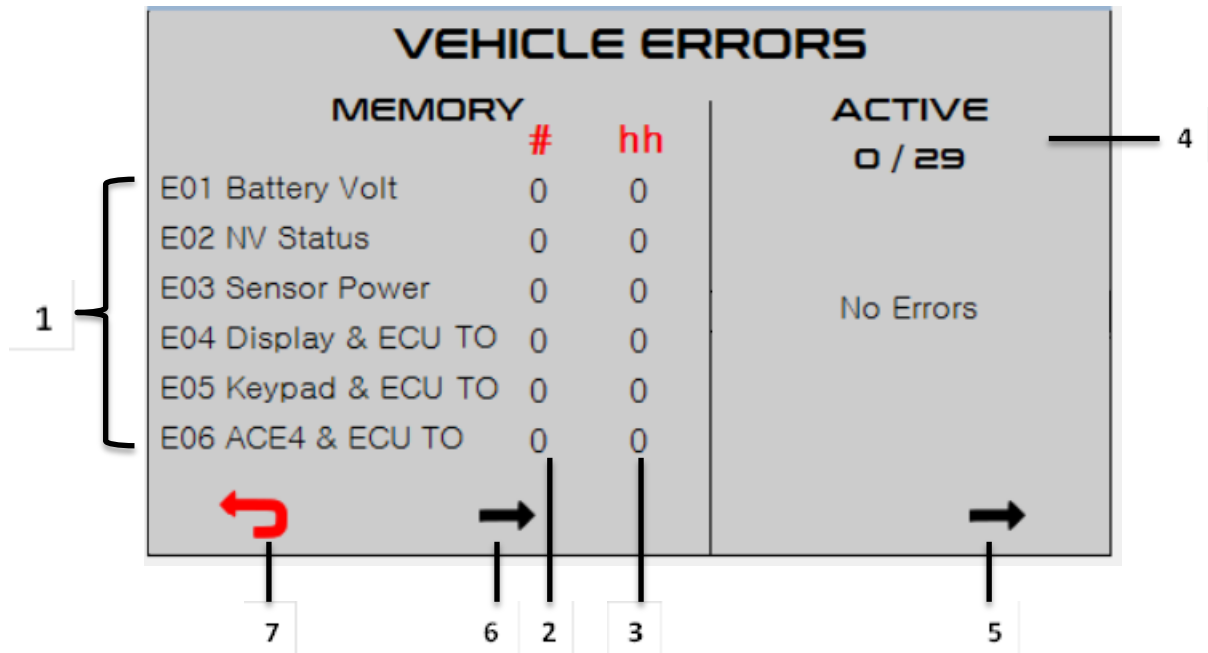 VEHICLE ERRORS
MEMORY
# hh
E01 Battery Volt 0 0
E02 NV Status 0 0
E03 Sensor Power 0 0
E04 Display & ECU TO 0 0
E05 Keypad & ECU TO 0 0
E06 ACE4 & ECU TO 0 0
ACTIVE
0 / 29
No Errors
1
4
7 6 2 3 5